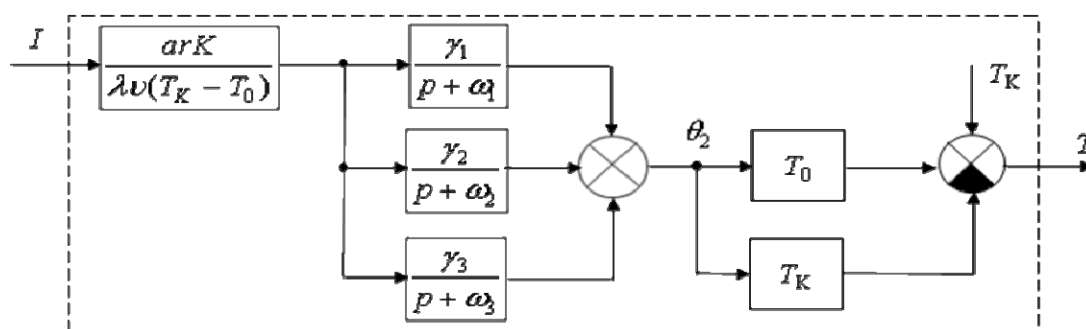 I
arK
λυ(T_K − T_0)
γ_1
p + ω_1
γ_2
p + ω_2
γ_3
p + ω_3
θ_2
T_0
T_K
T_K
T